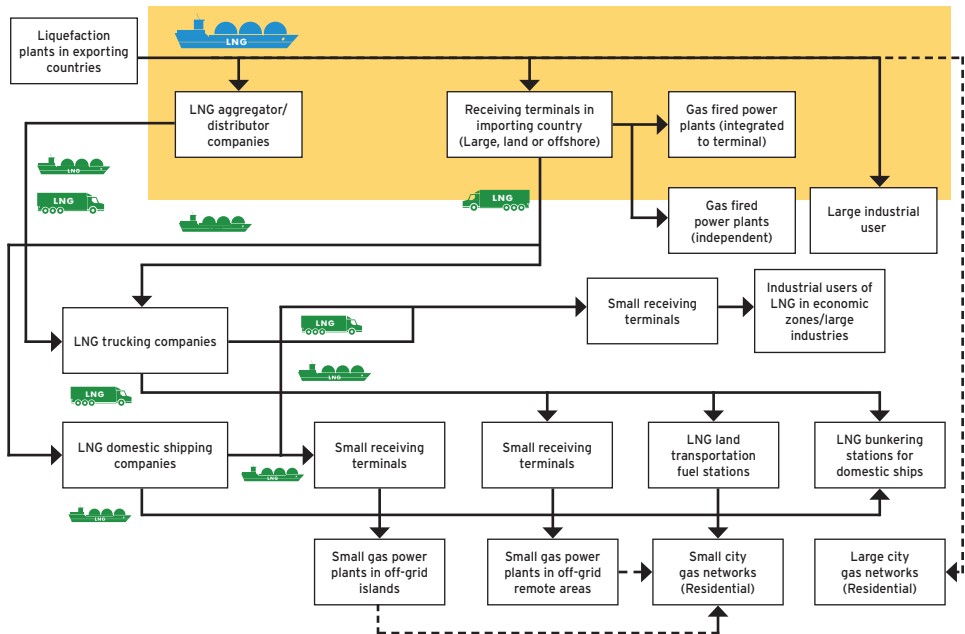 Liquefaction
plants in exporting
countries
LNG
LNG aggregator/
distributor
companies
Receiving terminals in
importing country
(Large, land or offshore)
Gas fired power
plants (integrated
to terminal)
LNG
LNG
LNG
LNG
Gas fired
power plants
(independent)
Large industrial
user
LNG trucking companies
LNG
Small receiving
terminals
Industrial users of
LNG in economic
zones/large
industries
LNG
LNG
LNG domestic shipping
companies
LNG
Small receiving
terminals
Small receiving
terminals
LNG land
transportation
fuel stations
LNG bunkering
stations for
domestic ships
LNG
Small gas power
plants in off-grid
islands
Small gas power
plants in off-grid
remote areas
Small city
gas networks
(Residential)
Large city
gas networks
(Residential)